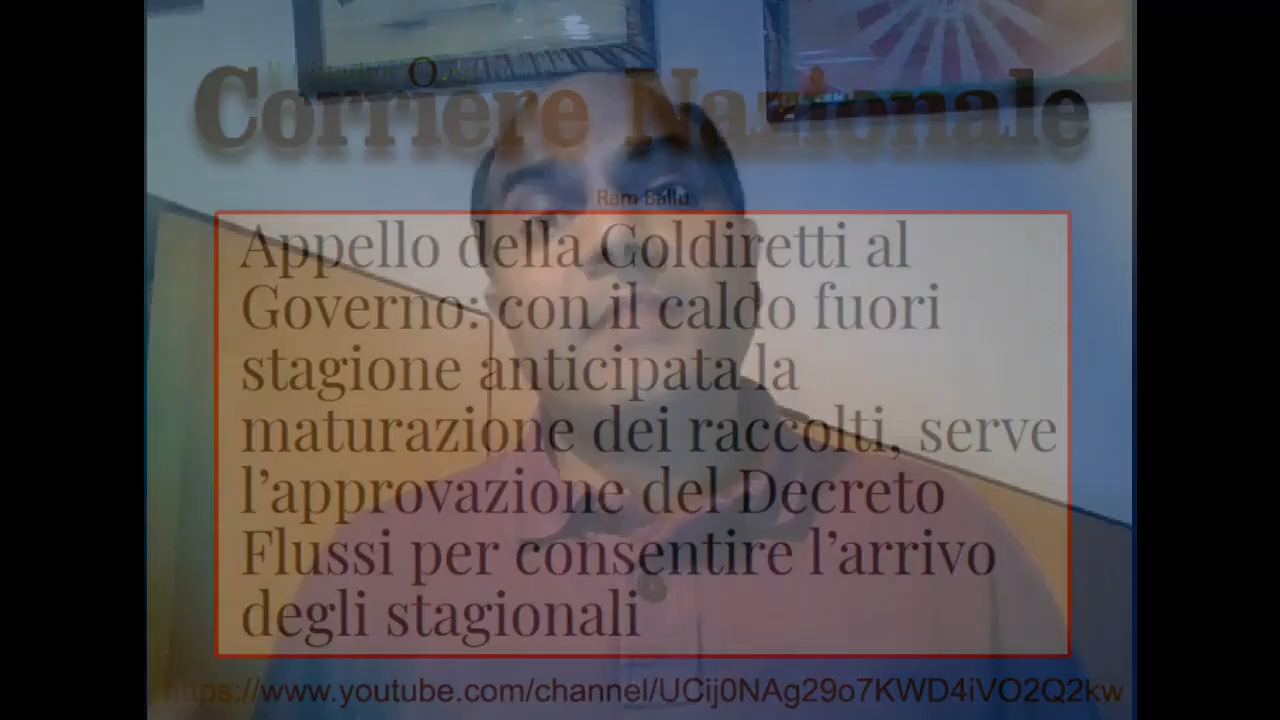 Corriere Nazionale
Ram Ballu
Appello della Coldiretti al
Governo: con il caldo fuori
stagione anticipata la
maturazione dei raccolti, serve
l’approvazione del Decreto
Flussi per consentire l’arrivo
degli stagionali
https://www.youtube.com/channel/UCij0NAg29o7KWD4iVO2Q2kw